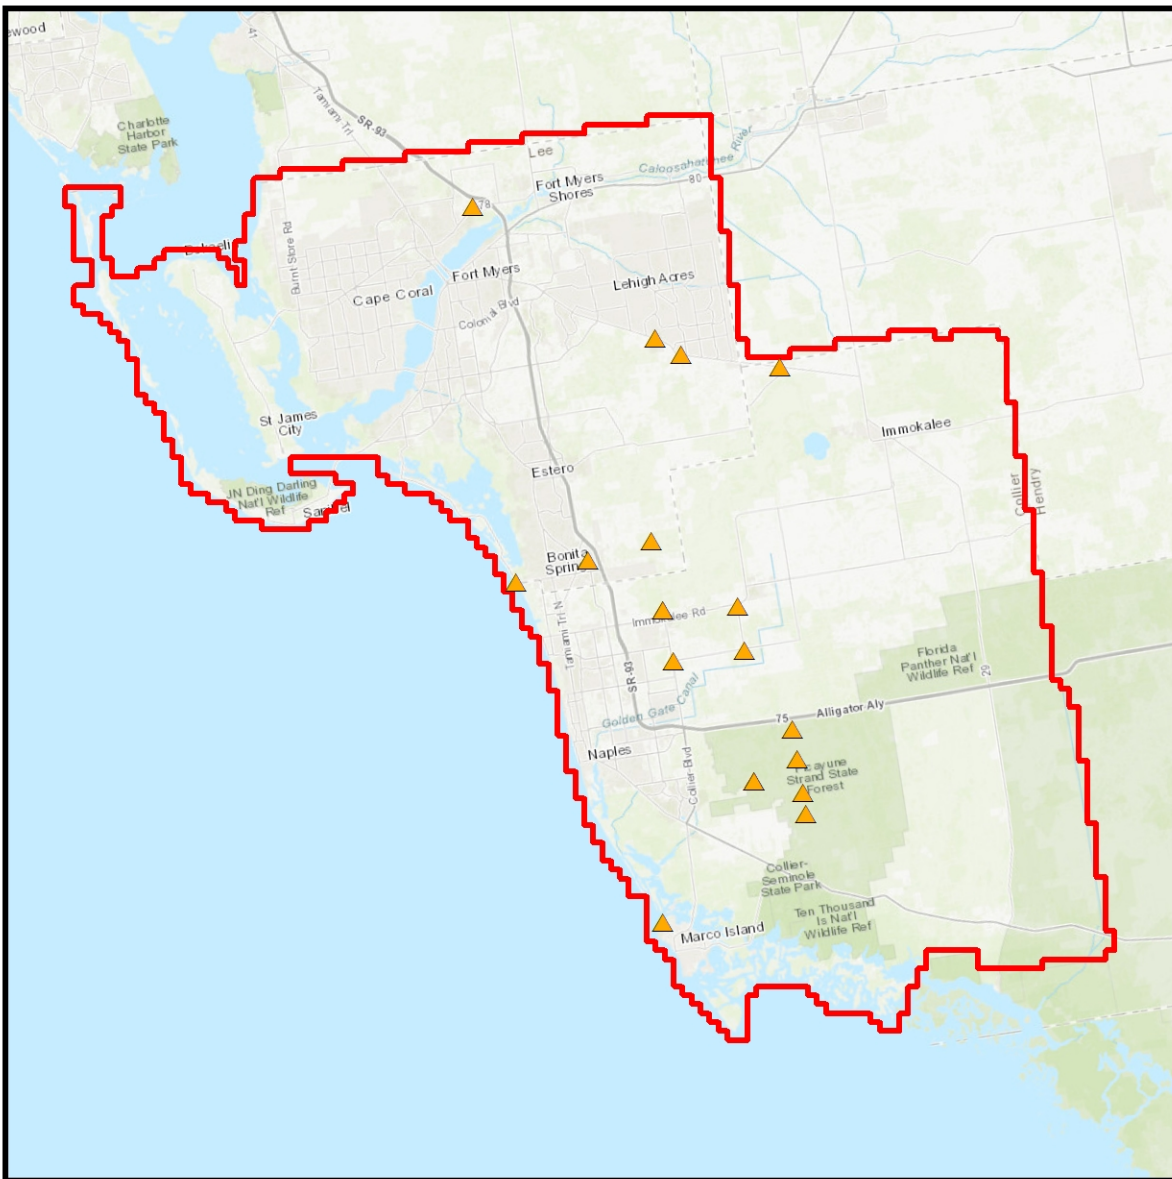 ewood
41
Charlotte
Harbor
State Park
Tamiami Trl
SR-93
Lee
Caloosahatchee
River
80
Fort Myers
Shores
78
Burnt Store Rd
Fort Myers
Lehigh Acres
Cape Coral
Colonial Blvd
St James
City
Immokalee
Estero
Collier
Hendry
JN Ding Darling
Nat'l Wildlife
Ref
Bonita
Tamiami Trl N
Immokalee Rd
Florida
Panther Nat'l
Wildlife Ref
29
SR-93
Golden Gate Canal
75
Alligator Aly
Naples
Collier Blvd
Picayune
Strand State
Forest
Collier-
Seminole
State Park
Ten Thousand
Is Nat'l
Wildlife Ref
Marco Island